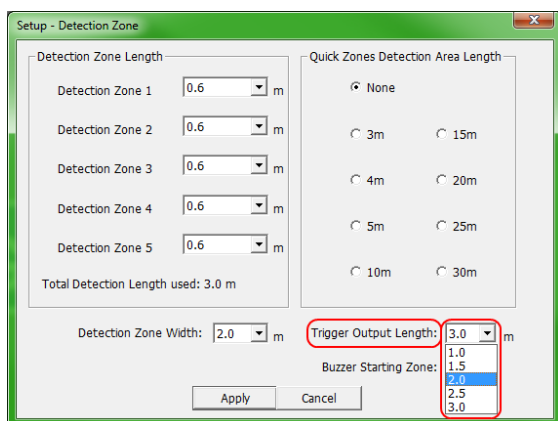 Setup - Detection Zone
Detection Zone Length
Detection Zone 1 0.6 m
Detection Zone 2 0.6 m
Detection Zone 3 0.6 m
Detection Zone 4 0.6 m
Detection Zone 5 0.6 m
Total Detection Length used: 3.0 m
Quick Zones Detection Area Length
None
3m 15m
4m 20m
5m 25m
10m 30m
Detection Zone Width: 2.0 m
Trigger Output Length: 3.0 m
1.0
1.5
2.0
2.5
3.0
Buzzer Starting Zone:
Apply Cancel